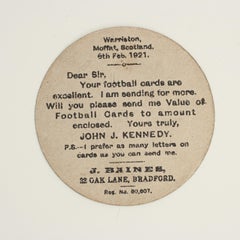 Warriston,
Moffat, Scotland.
6th Feb. 1921.
Dear Sir,
Your football cards are
excellent. I am sending for more.
Will you please send me Value of
Football Cards to amount
enclosed. Yours truly,
JOHN J. KENNEDY.
P.S.—I prefer as many letters on
cards as you can send me.
J. BAINES,
22 OAK LANE, BRADFORD.
Reg. No. 80,607.